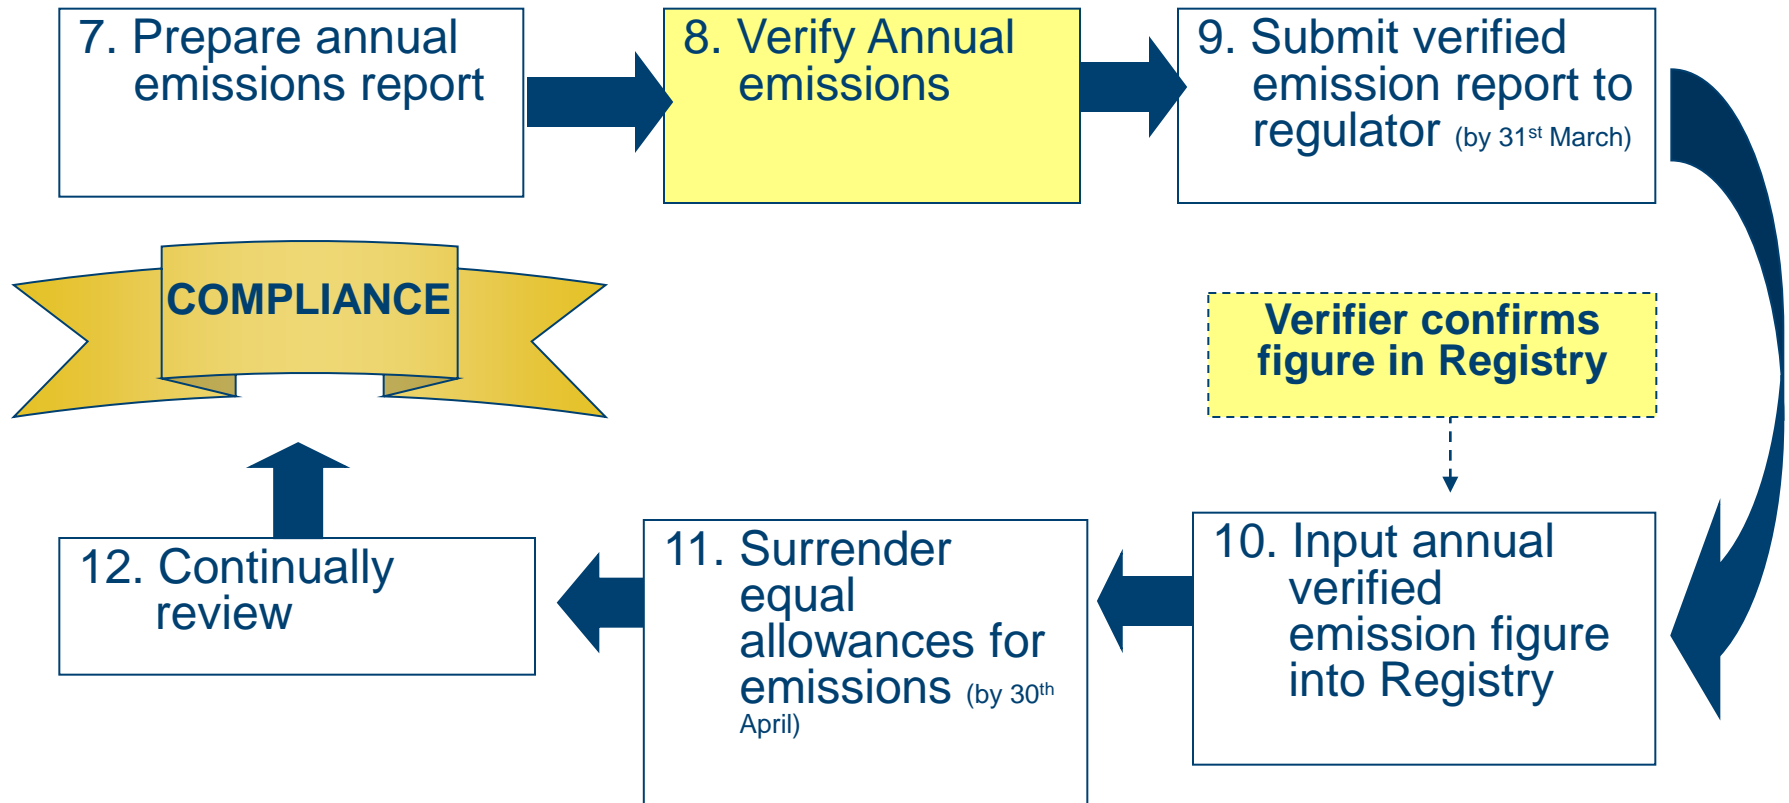 7. Prepare annual
emissions report
8. Verify Annual
emissions
9. Submit verified
emission report to
regulator (by 31st March)
COMPLIANCE
Verifier confirms
figure in Registry
12. Continually
review
11. Surrender
equal
allowances for
emissions (by 30th
April)
10. Input annual
verified
emission figure
into Registry